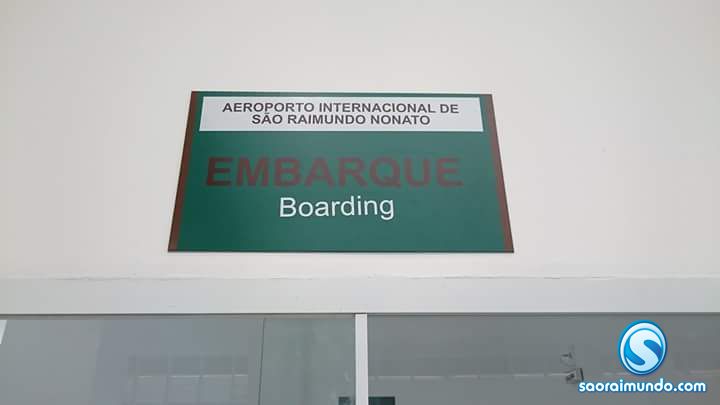 AEROPORTO INTERNACIONAL DE
SÃO RAIMUNDO NONATO
EMBARQUE
Boarding
S
saoraimundo.com